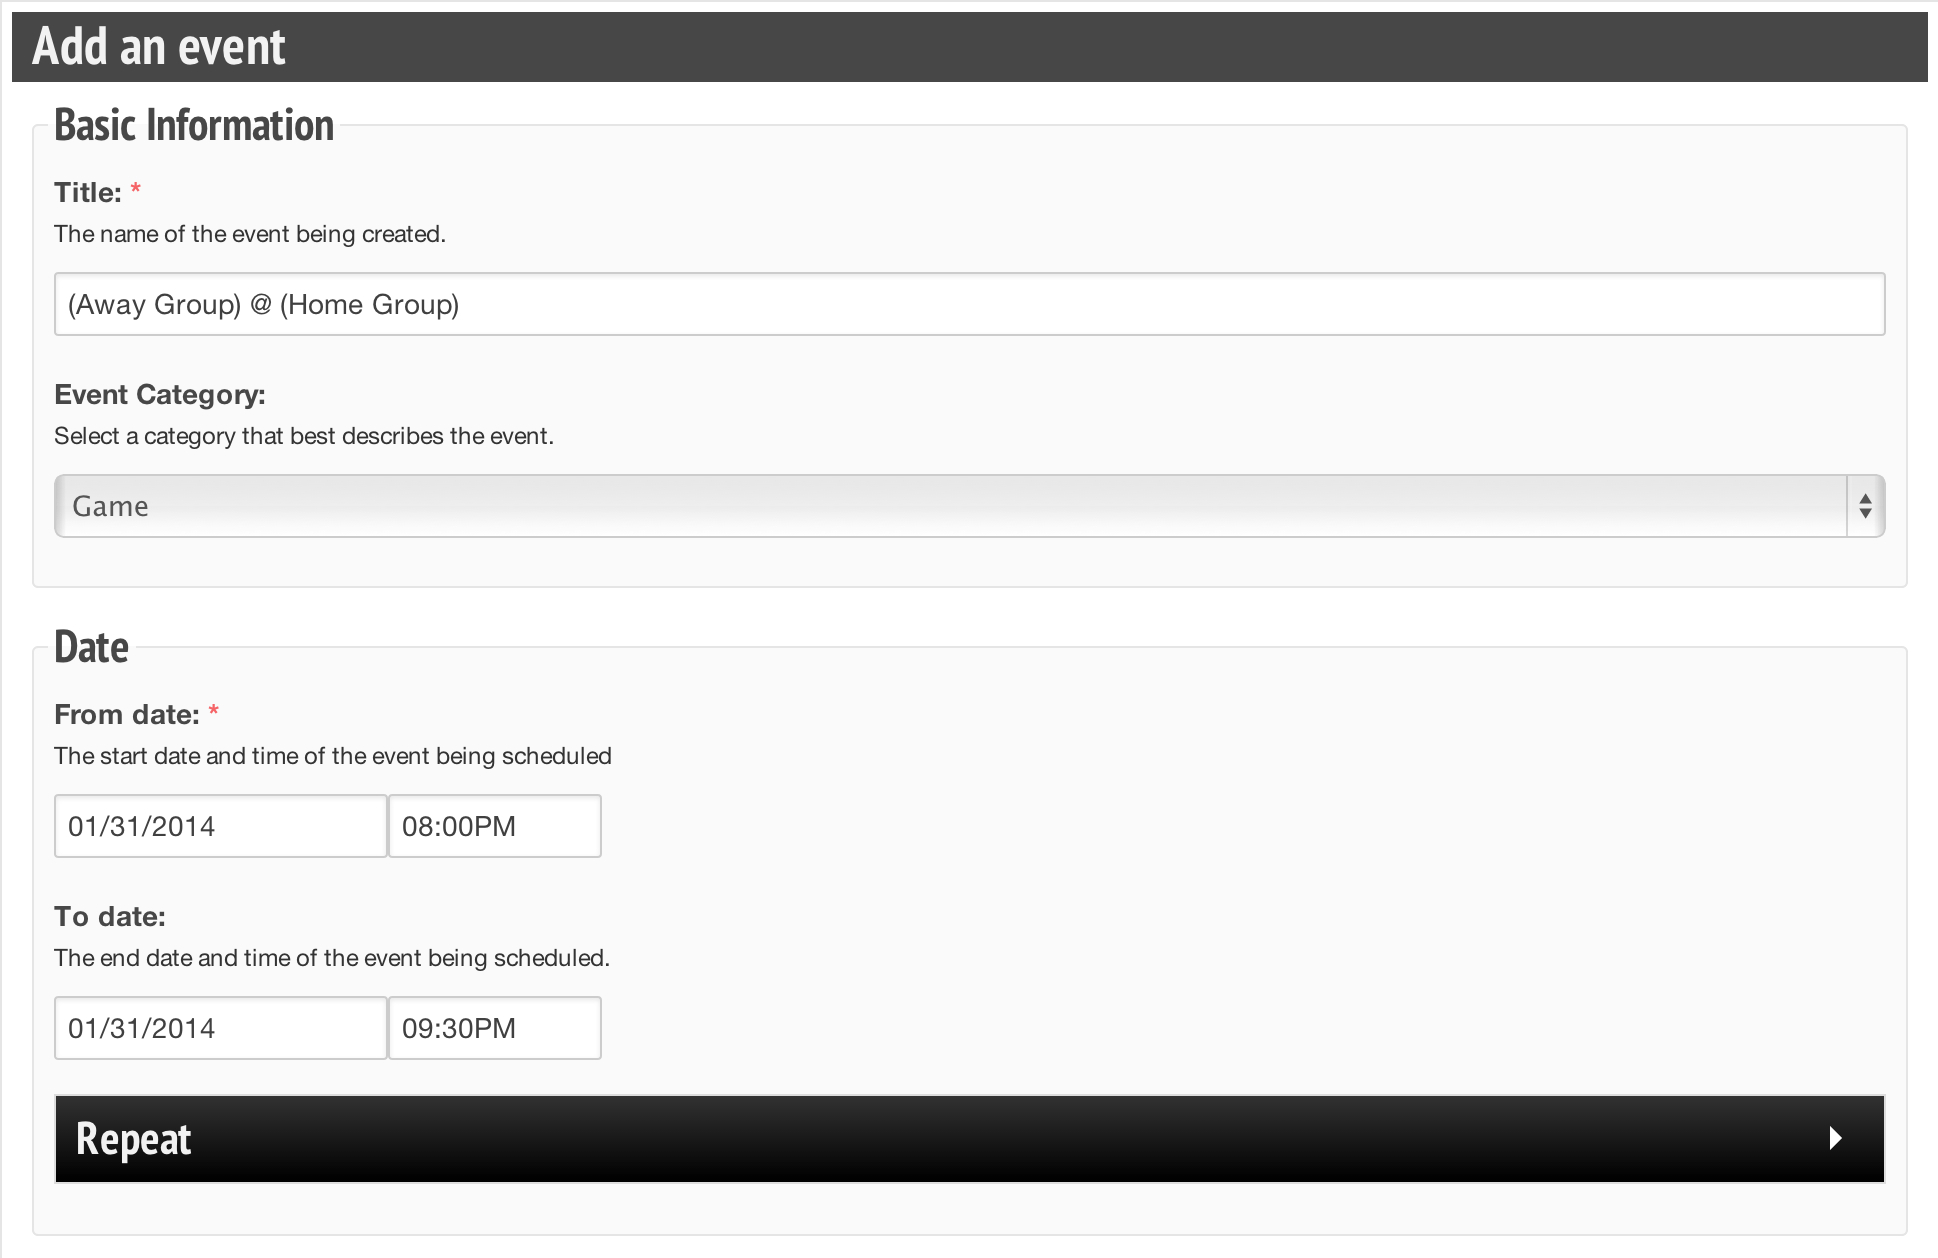 Add an event
Basic Information
Title: *
The name of the event being created.
(Away Group) @ (Home Group)
Event Category:
Select a category that best describes the event.
Game
Date
From date: *
The start date and time of the event being scheduled
01/31/2014 08:00PM
To date:
The end date and time of the event being scheduled.
01/31/2014 09:30PM
Repeat